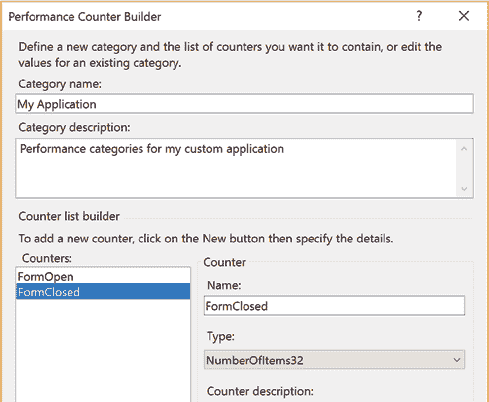 Performance Counter Builder
?
Define a new category and the list of counters you want it to contain, or edit the
values for an existing category.
Category name:
My Application
Category description:
Performance categories for my custom application
Counter list builder
To add a new counter, click on the New button then specify the details.
Counters:
FormOpen
FormClosed
Counter
Name:
FormClosed
Type:
NumberOfItems32
Counter description: